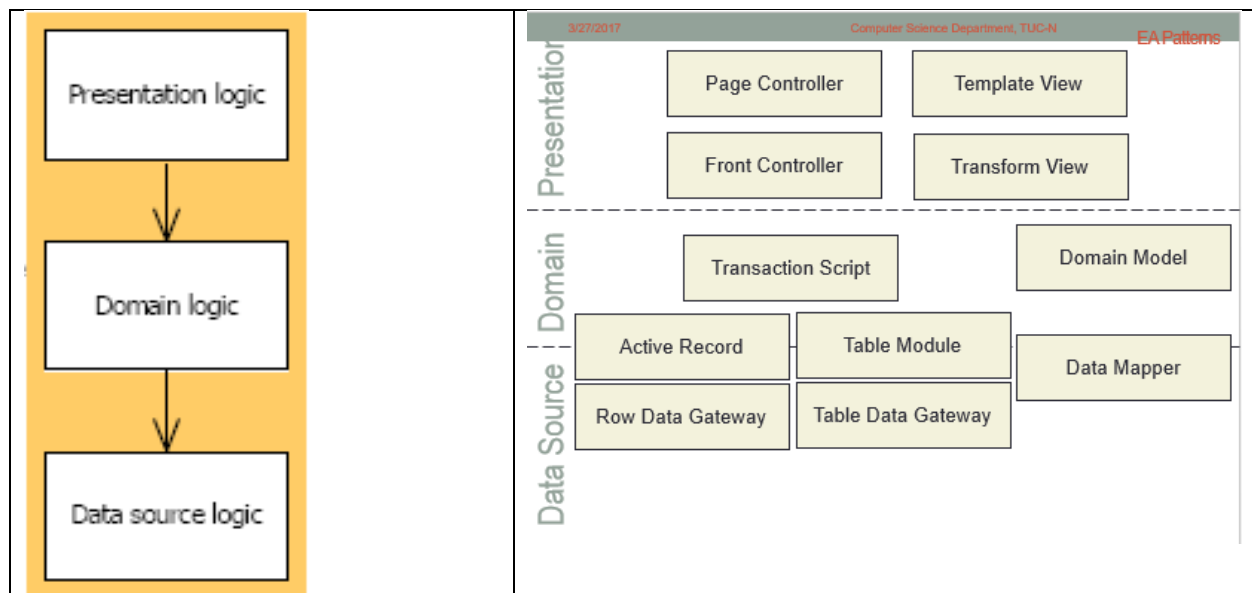 Presentation logic
Domain logic
Data source logic
3/27/2017
Computer Science Department, TUC-N
EA Patterns
Presentation
Page Controller
Template View
Front Controller
Transform View
Domain
Transaction Script
Domain Model
Active Record
Table Module
Data Mapper
Data Source
Row Data Gateway
Table Data Gateway